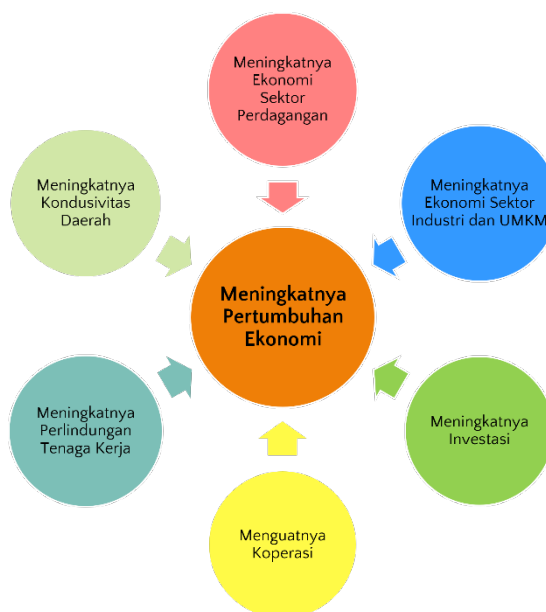 Meningkatnya
Ekonomi
Sektor
Perdagangan
Meningkatnya
Ekonomi Sektor
Industri dan UMKM
Meningkatnya
Investasi
Menguatnya
Koperasi
Meningkatnya
Perlindungan
Tenaga Kerja
Meningkatnya
Kondusivitas
Daerah
Meningkatnya
Pertumbuhan
Ekonomi